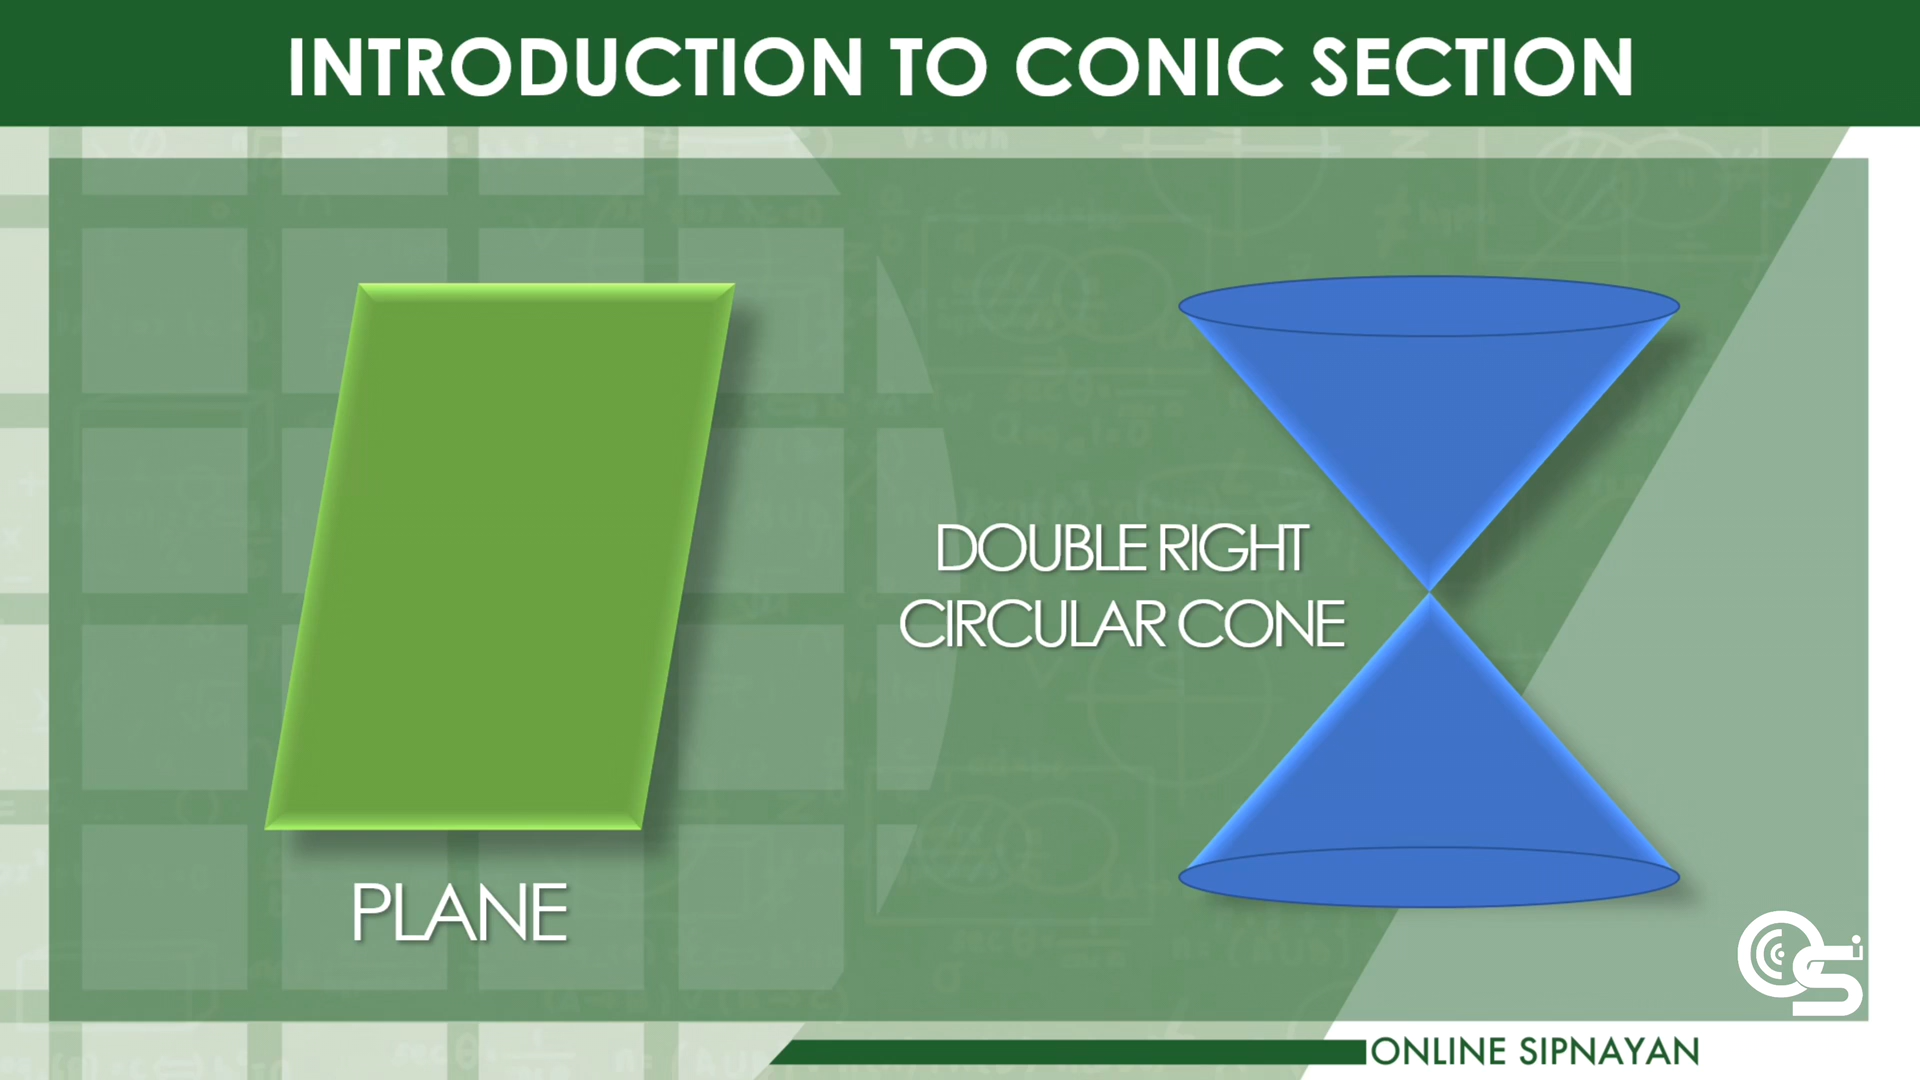 INTRODUCTION TO CONIC SECTION
DOUBLE RIGHT
CIRCULAR CONE
PLANE
ONLINE SIPNAYAN